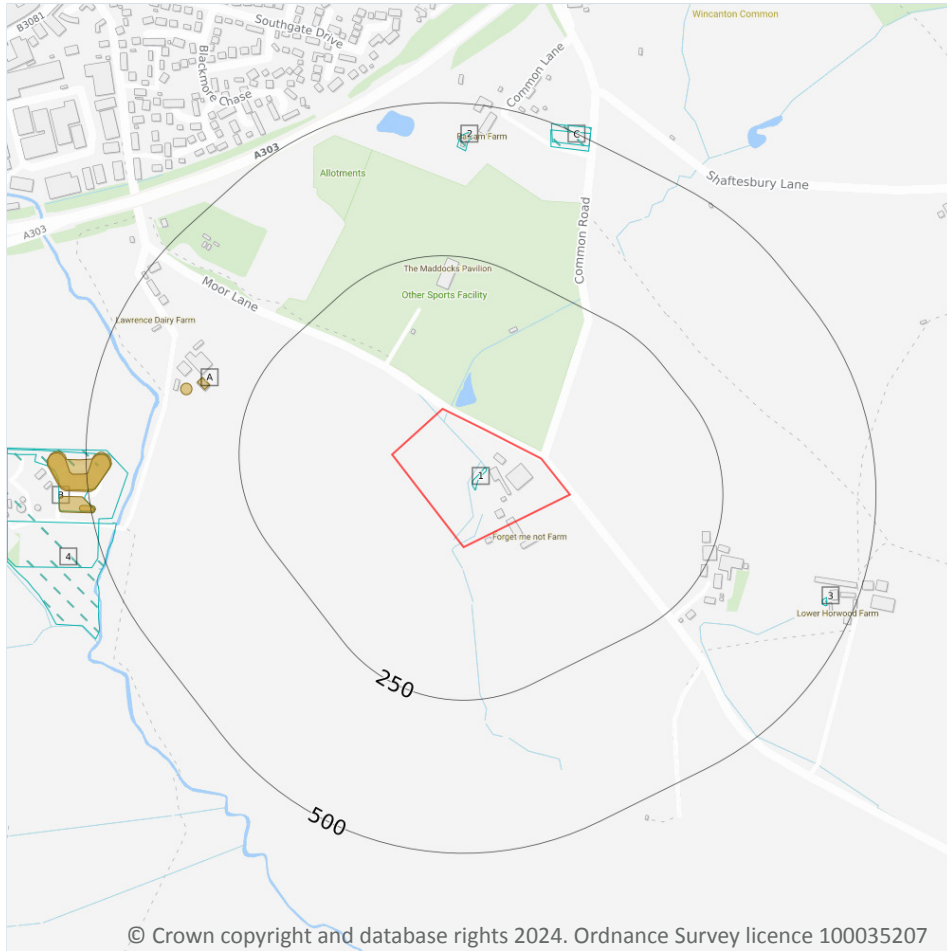 B3081
Southgate Drive
Wincanton Common
Blackmore Chase
Common Lane
2
C
A303
Allotments
Shaftesbury Lane
A303
Common Road
The Maddocks Pavilion
Other Sports Facility
Moor Lane
Lawrence Dairy Farm
A
1
Forget me not Farm
4
3
Lower Horwood Farm
250
500
© Crown copyright and database rights 2024. Ordnance Survey licence 100035207